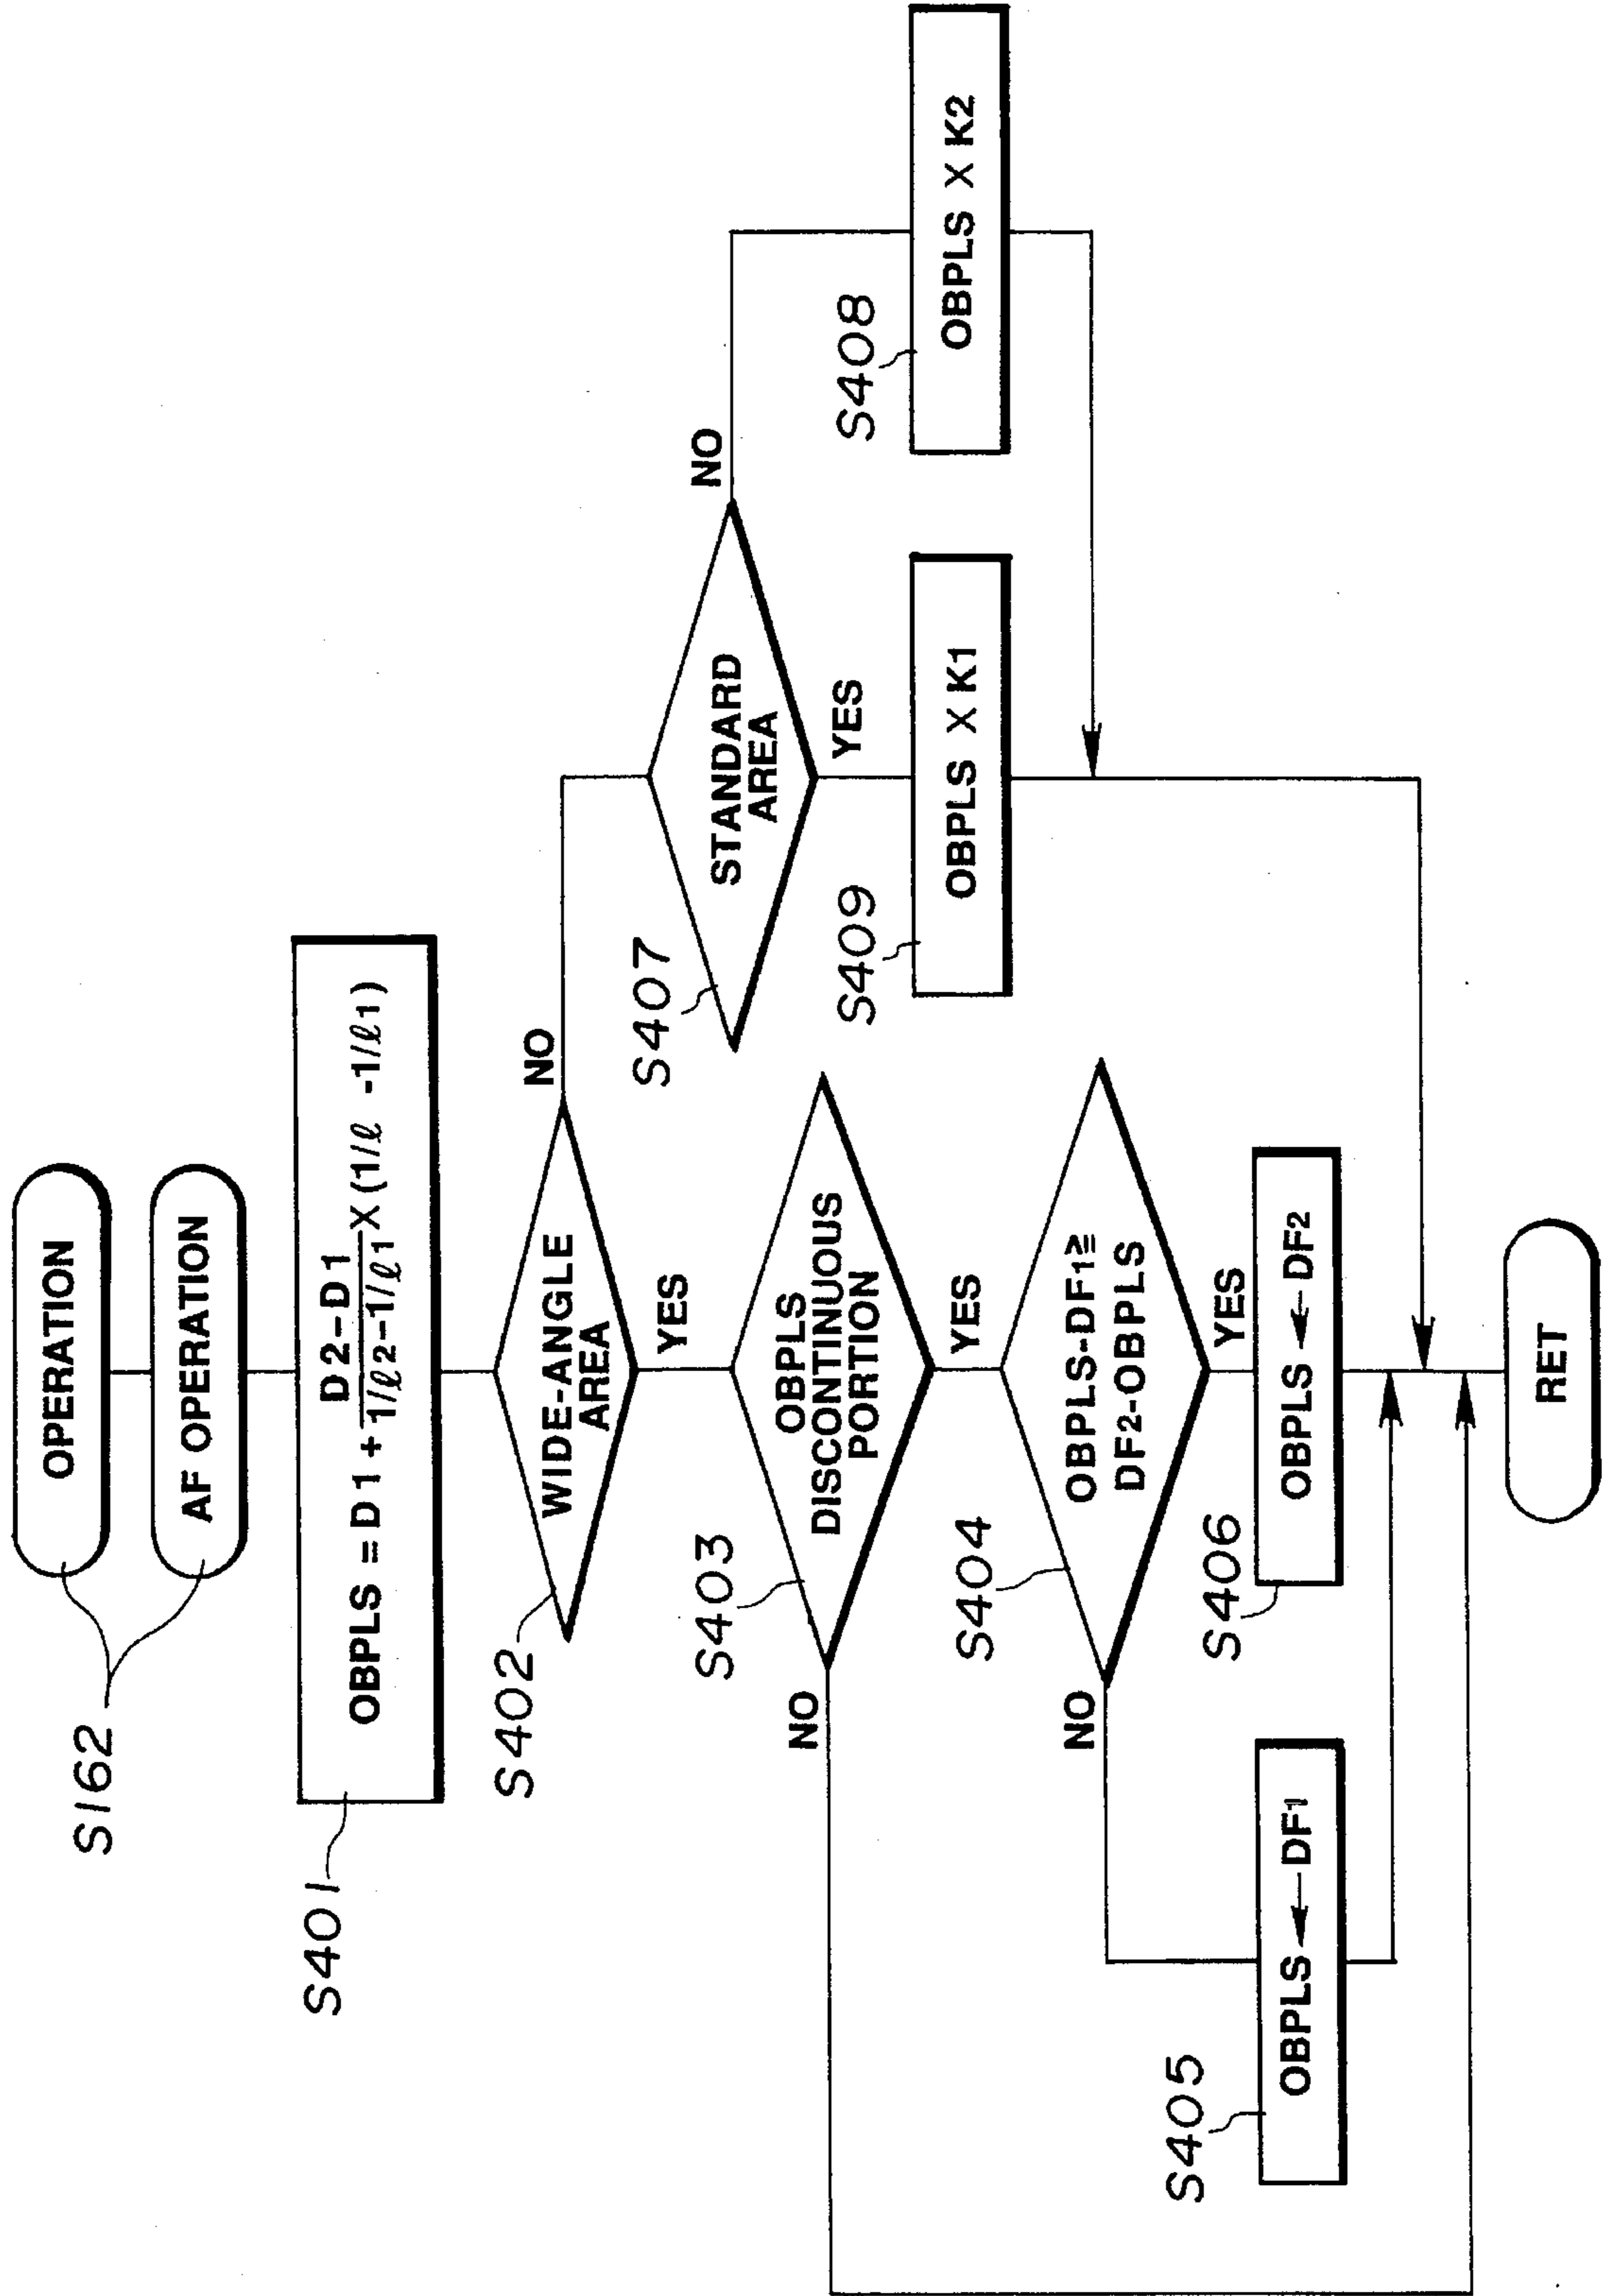 S162
OPERATION
AF OPERATION
S401
OBPLS = D1 + D2-D1 / 1/ℓ2-1/ℓ1 X (1/ℓ -1/ℓ1)
S402
WIDE-ANGLE
AREA
NO
YES
S407
STANDARD
AREA
NO
YES
S403
OBPLS
DISCONTINUOUS
PORTION
NO
YES
S409
OBPLS X K1
S408
OBPLS X K2
S404
OBPLS-DF1≧
DF2-OBPLS
NO
YES
S405
OBPLS ← DF1
S406
OBPLS ← DF2
RET